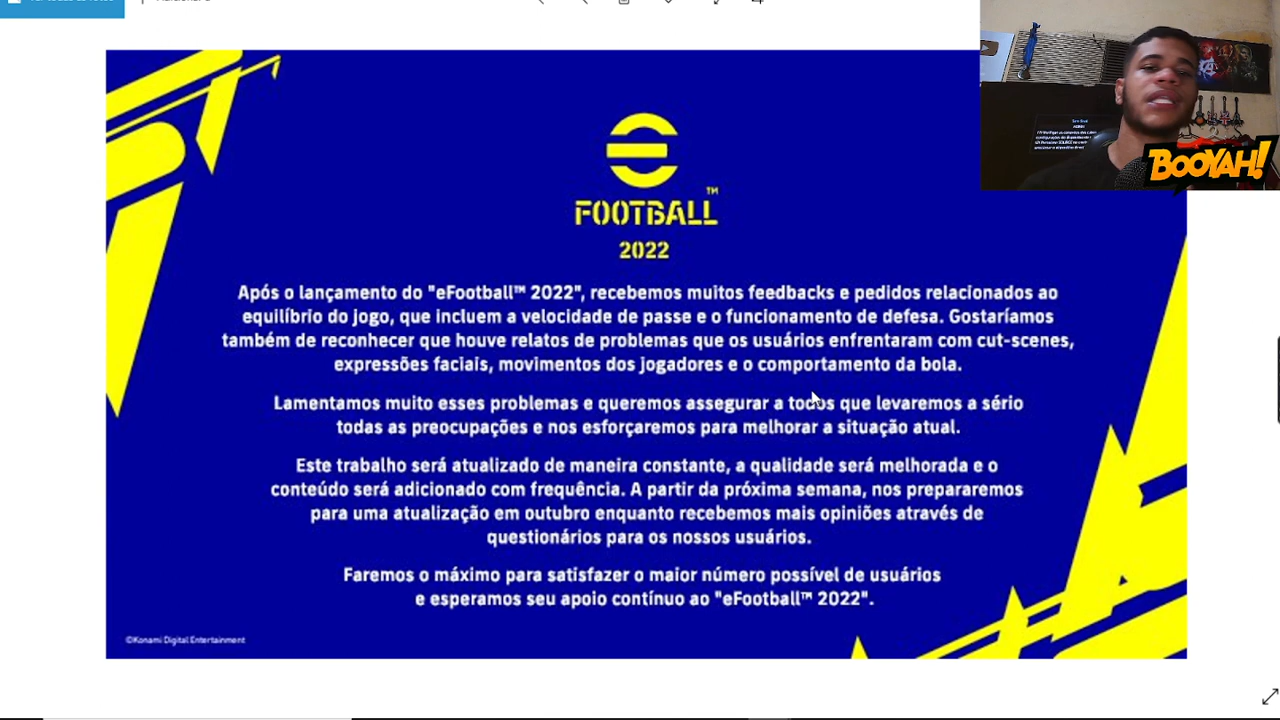 BOOYAH!
FOOTBALL™
2022
Após o lançamento do "eFootball™ 2022", recebemos muitos feedbacks e pedidos relacionados ao
equilíbrio do jogo, que incluem a velocidade de passe e o funcionamento de defesa. Gostaríamos
também de reconhecer que houve relatos de problemas que os usuários enfrentaram com cut-scenes,
expressões faciais, movimentos dos jogadores e o comportamento da bola.
Lamentamos muito esses problemas e queremos assegurar a todos que levaremos a sério
todas as preocupações e nos esforçaremos para melhorar a situação atual.
Este trabalho será atualizado de maneira constante, a qualidade será melhorada e o
conteúdo será adicionado com frequência. A partir da próxima semana, nos prepararemos
para uma atualização em outubro enquanto recebemos mais opiniões através de
questionários para os nossos usuários.
Faremos o máximo para satisfazer o maior número possível de usuários
e esperamos seu apoio contínuo ao "eFootball™ 2022".
©Konami Digital Entertainment